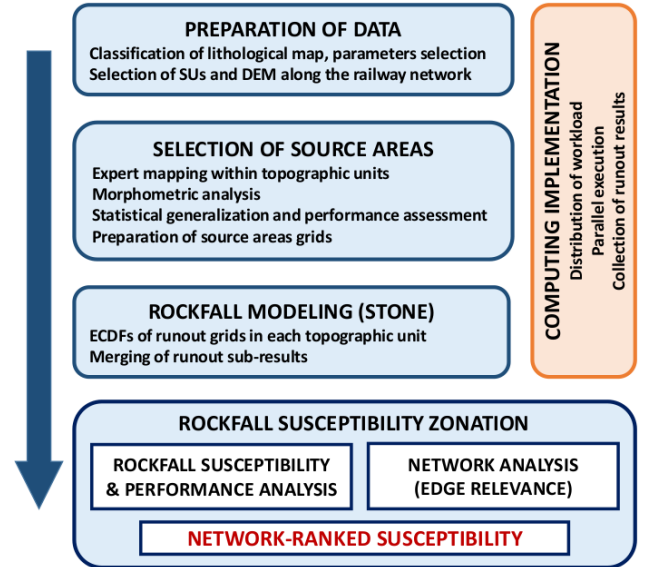 PREPARATION OF DATA
Classification of lithological map, parameters selection
Selection of SUs and DEM along the railway network
SELECTION OF SOURCE AREAS
Expert mapping within topographic units
Morphometric analysis
Statistical generalization and performance assessment
Preparation of source areas grids
ROCKFALL MODELING (STONE)
ECDFs of runout grids in each topographic unit
Merging of runout sub-results
COMPUTING IMPLEMENTATION
Distribution of workload
Parallel execution
Collection of runout results
ROCKFALL SUSCEPTIBILITY ZONATION
ROCKFALL SUSCEPTIBILITY
& PERFORMANCE ANALYSIS
NETWORK ANALYSIS
(EDGE RELEVANCE)
NETWORK-RANKED SUSCEPTIBILITY